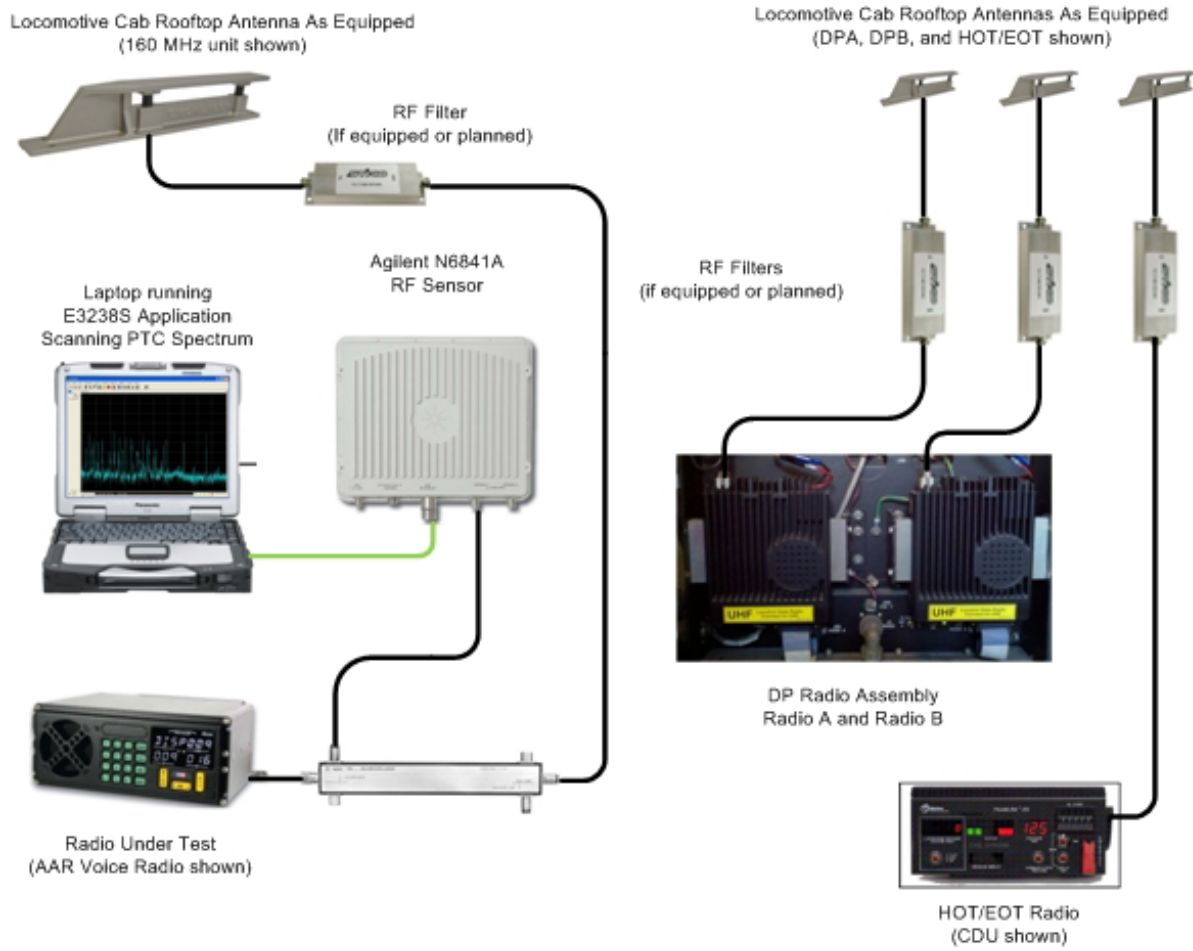 Locomotive Cab Rooftop Antenna As Equipped
(160 MHz unit shown)
Locomotive Cab Rooftop Antennas As Equipped
(DPA, DPB, and HOT/EOT shown)
RF Filter
(If equipped or planned)
Agilent N6841A
RF Sensor
Laptop running
E3238S Application
Scanning PTC Spectrum
RF Filters
(if equipped or planned)
Panasonic
UHF
UHF
DP Radio Assembly
Radio A and Radio B
125
Radio Under Test
(AAR Voice Radio shown)
HOT/EOT Radio
(CDU shown)